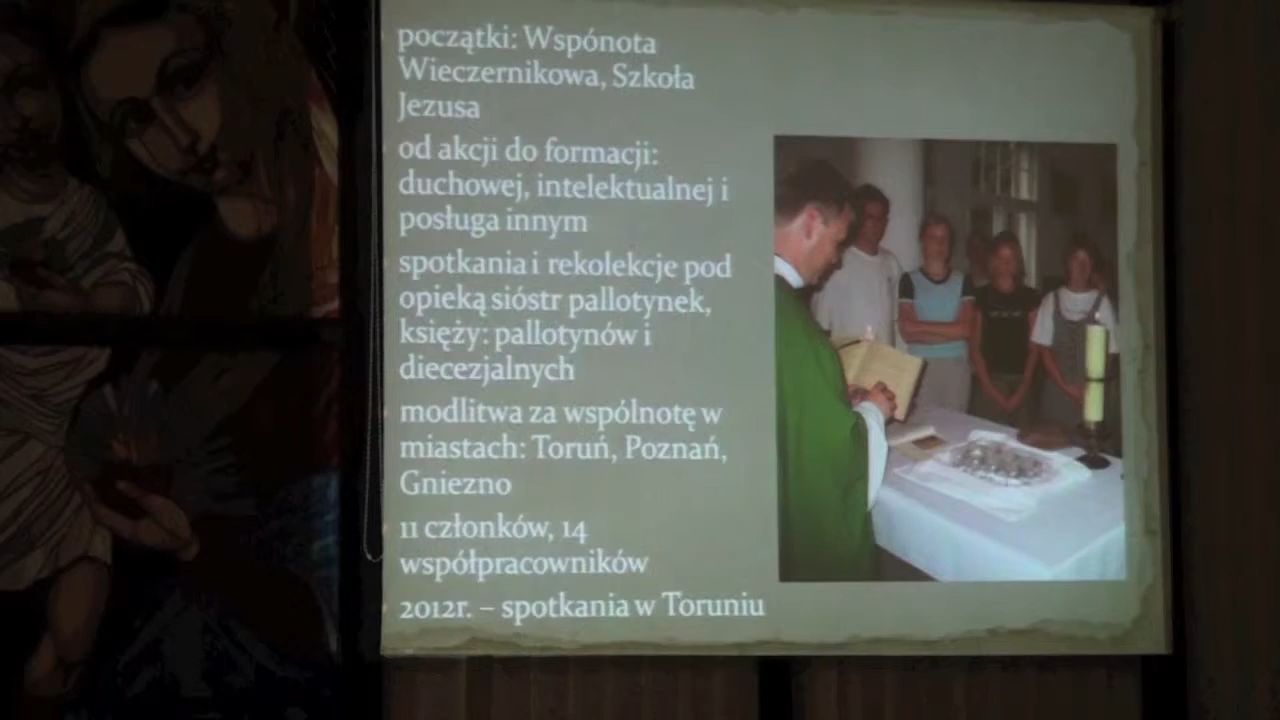 początki: Wspónota
Wieczernikowa, Szkoła
Jezusa
od akcji do formacji:
duchowej, intelektualnej i
posługa innym
spotkania i rekolekcje pod
opieką sióstr pallotynek,
księży: pallotynów i
diecezjalnych
modlitwa za wspólnotę w
miastach: Toruń, Poznań,
Gniezno
11 członków, 14
współpracowników
2012r. – spotkania w Toruniu